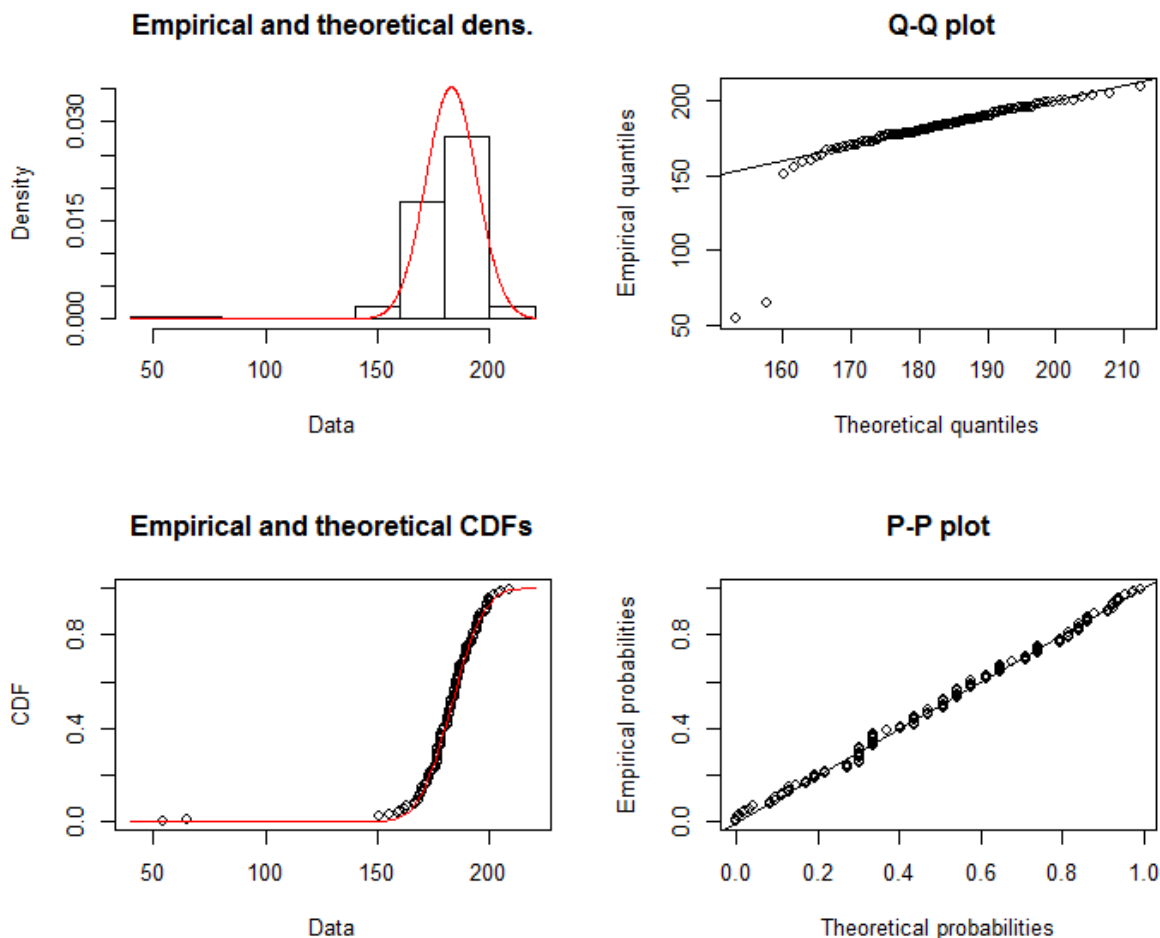 Empirical and theoretical dens.
Density
0.000 0.015 0.030
50 100 150 200
Data
Q-Q plot
Empirical quantiles
50 100 150 200
160 170 180 190 200 210
Theoretical quantiles
Empirical and theoretical CDFs
CDF
0.0 0.4 0.8
50 100 150 200
Data
P-P plot
Empirical probabilities
0.0 0.4 0.8
0.0 0.2 0.4 0.6 0.8 1.0
Theoretical probabilities